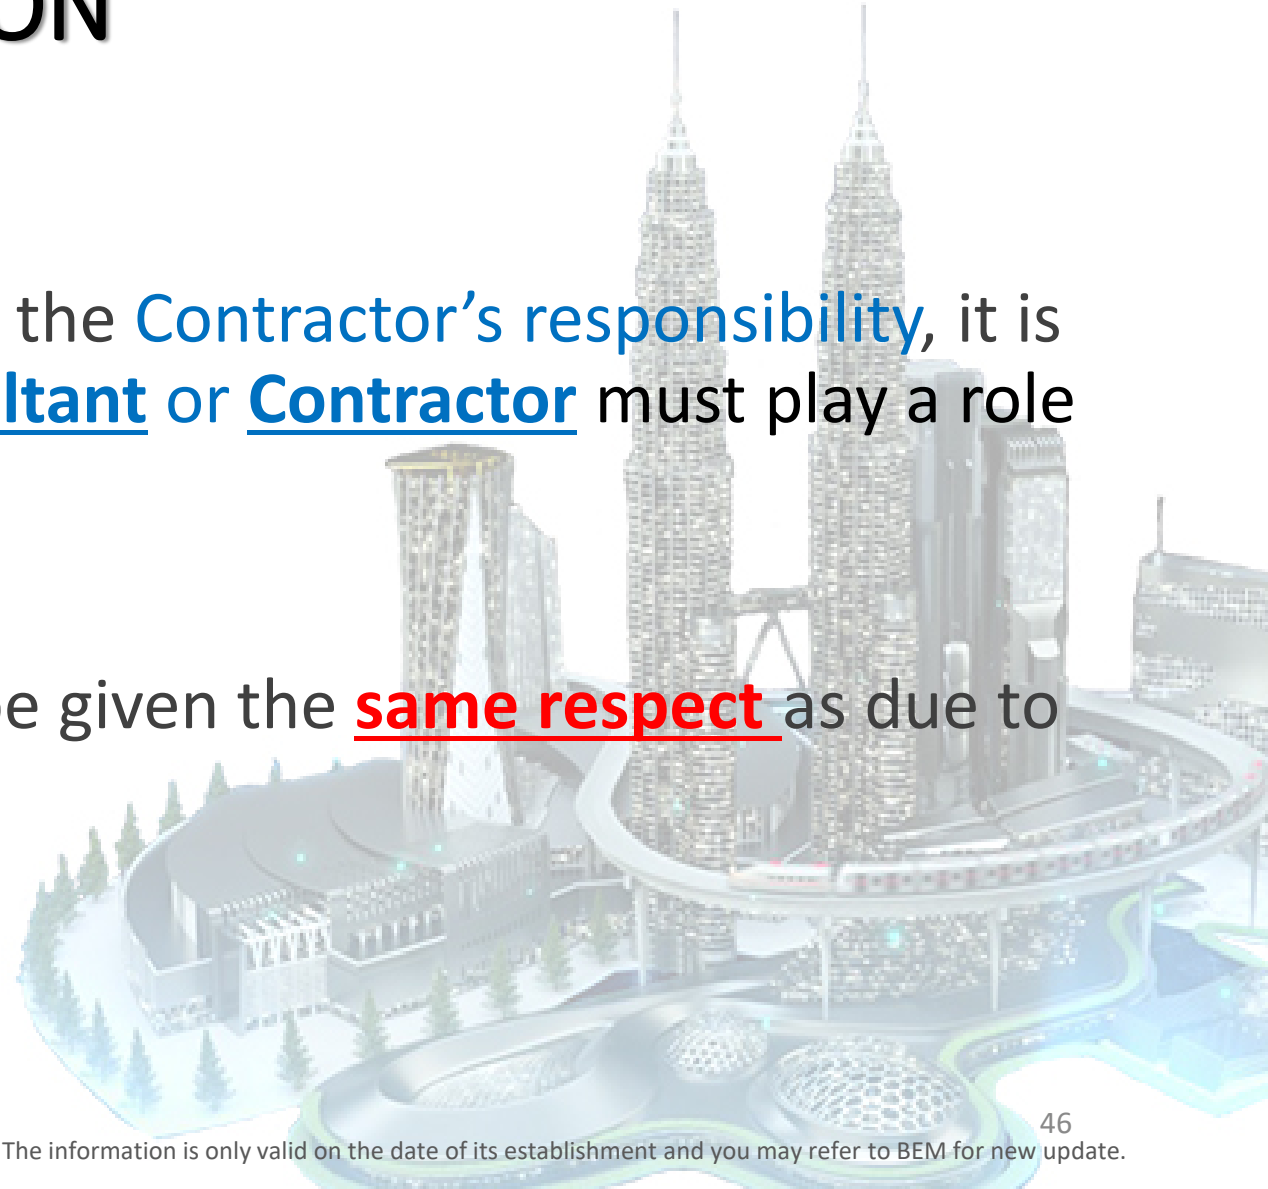 ON
the Contractor’s responsibility, it is
ltant or Contractor must play a role
be given the same respect as due to
46
The information is only valid on the date of its establishment and you may refer to BEM for new update.